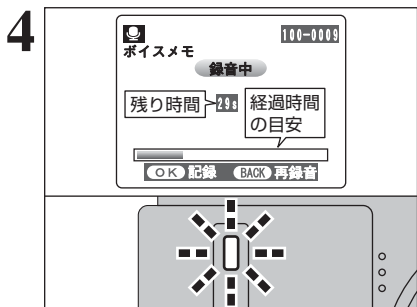 4
100-0009
ボイスメモ
録音中
残り時間
29s
経過時間
の目安
OK 記録 BACK 再録音